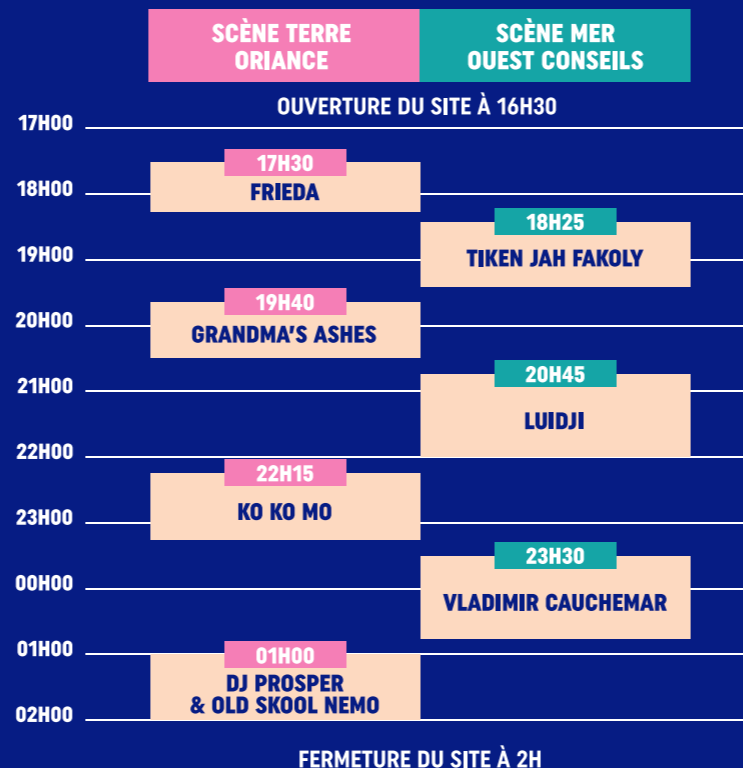 SCÈNE TERRE
ORIANCE
SCÈNE MER
OUEST CONSEILS
OUVERTURE DU SITE À 16H30
17H00
17H30
FRIEDA
18H00
18H25
TIKEN JAH FAKOLY
19H00
19H40
GRANDMA'S ASHES
20H00
20H45
LUIDJI
21H00
22H00
22H15
KO KO MO
23H00
23H30
VLADIMIR CAUCHEMAR
00H00
01H00
01H00
DJ PROSPER
& OLD SKOOL NEMO
02H00
FERMETURE DU SITE À 2H